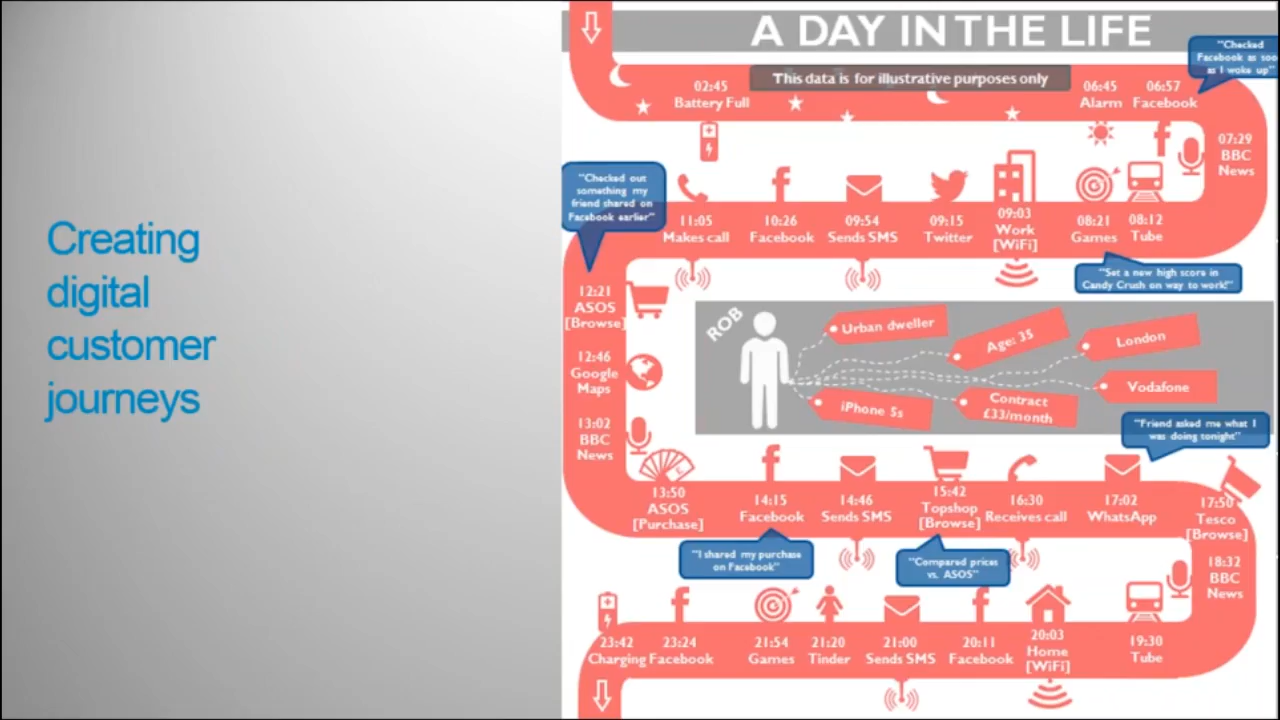 Creating
digital
customer
journeys
A DAY IN THE LIFE
This data is for illustrative purposes only
"Checked
Facebook as soo
as I woke up"
02:45
Battery Full
06:45
Alarm
06:57
Facebook
07:29
BBC
News
"Checked out
something my
friend shared on
Facebook earlier"
11:05
Makes call
10:26
Facebook
09:54
Sends SMS
09:15
Twitter
09:03
Work
[WiFi]
08:21
Games
08:12
Tube
"Set a new high score in
Candy Crush on way to work!"
12:21
ASOS
[Browse]
12:46
Google
Maps
13:02
BBC
News
ROB
Urban dweller
Age: 35
London
iPhone 5s
Contract
£33/month
Vodafone
"Friend asked me what I
was doing tonight"
13:50
ASOS
[Purchase]
14:15
Facebook
14:46
Sends SMS
15:42
Topshop
[Browse]
16:30
Receives call
17:02
WhatsApp
17:50
Tesco
[Browse]
"I shared my purchase
on Facebook"
"Compared prices
vs. ASOS"
18:32
BBC
News
23:42
Charging
23:24
Facebook
21:54
Games
21:20
Tinder
21:00
Sends SMS
20:11
Facebook
20:03
Home
[WiFi]
19:30
Tube